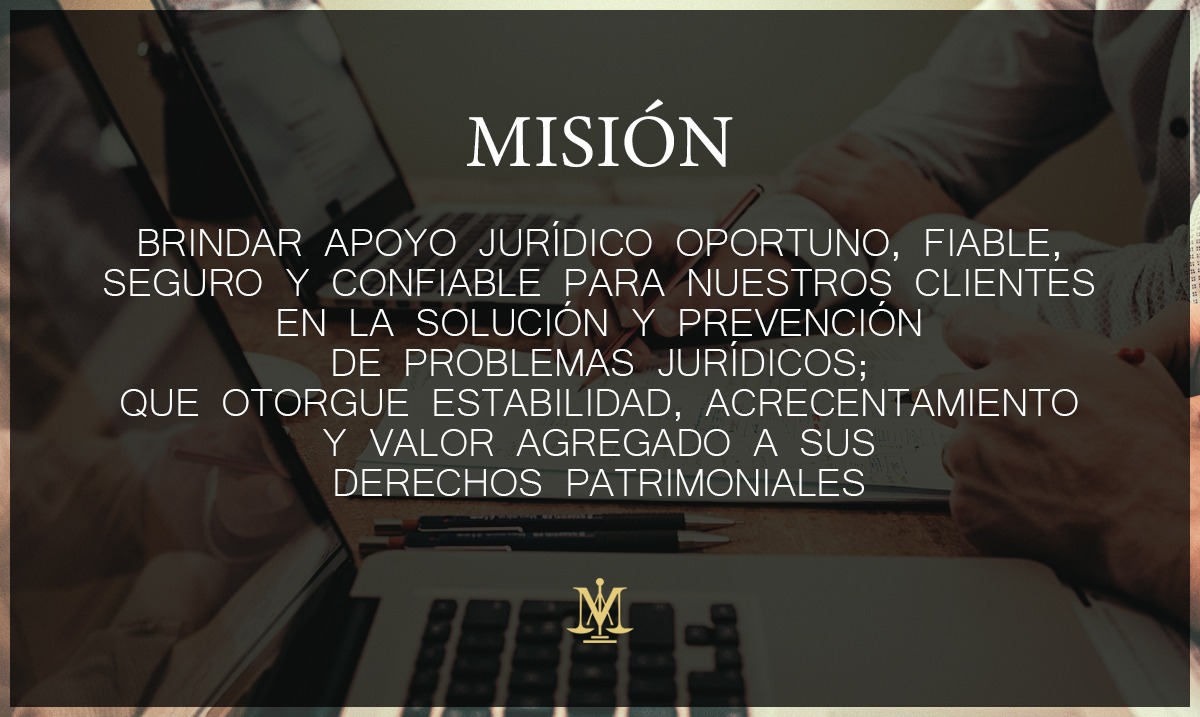 MISIÓN
BRINDAR APOYO JURÍDICO OPORTUNO, FIABLE,
SEGURO Y CONFIABLE PARA NUESTROS CLIENTES
EN LA SOLUCIÓN Y PREVENCIÓN
DE PROBLEMAS JURÍDICOS;
QUE OTORGUE ESTABILIDAD, ACRECENTAMIENTO
Y VALOR AGREGADO A SUS
DERECHOS PATRIMONIALES